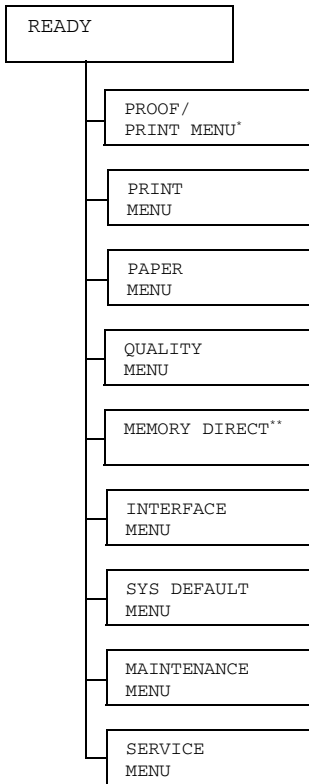 READY
PROOF/
PRINT MENU*
PRINT
MENU
PAPER
MENU
QUALITY
MENU
MEMORY DIRECT**
INTERFACE
MENU
SYS DEFAULT
MENU
MAINTENANCE
MENU
SERVICE
MENU